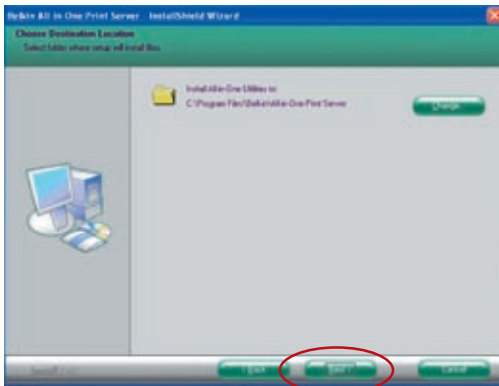 Belkin All in One Print Server InstallShield Wizard
Choose Destination Location
Select folder where setup will install files.
Install All-in-One Utilities to:
C:\Program Files\Belkin\All-in-One Print Server
Change...
< Back
Next >
Cancel